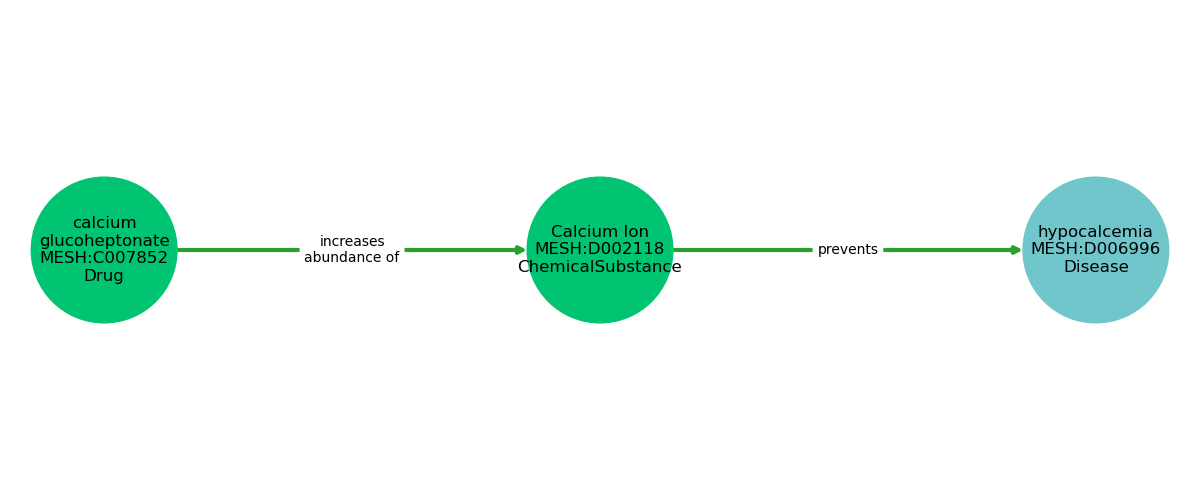 calcium
glucoheptonate
MESH:C007852
Drug
increases
abundance of
Calcium Ion
MESH:D002118
ChemicalSubstance
prevents
hypocalcemia
MESH:D006996
Disease